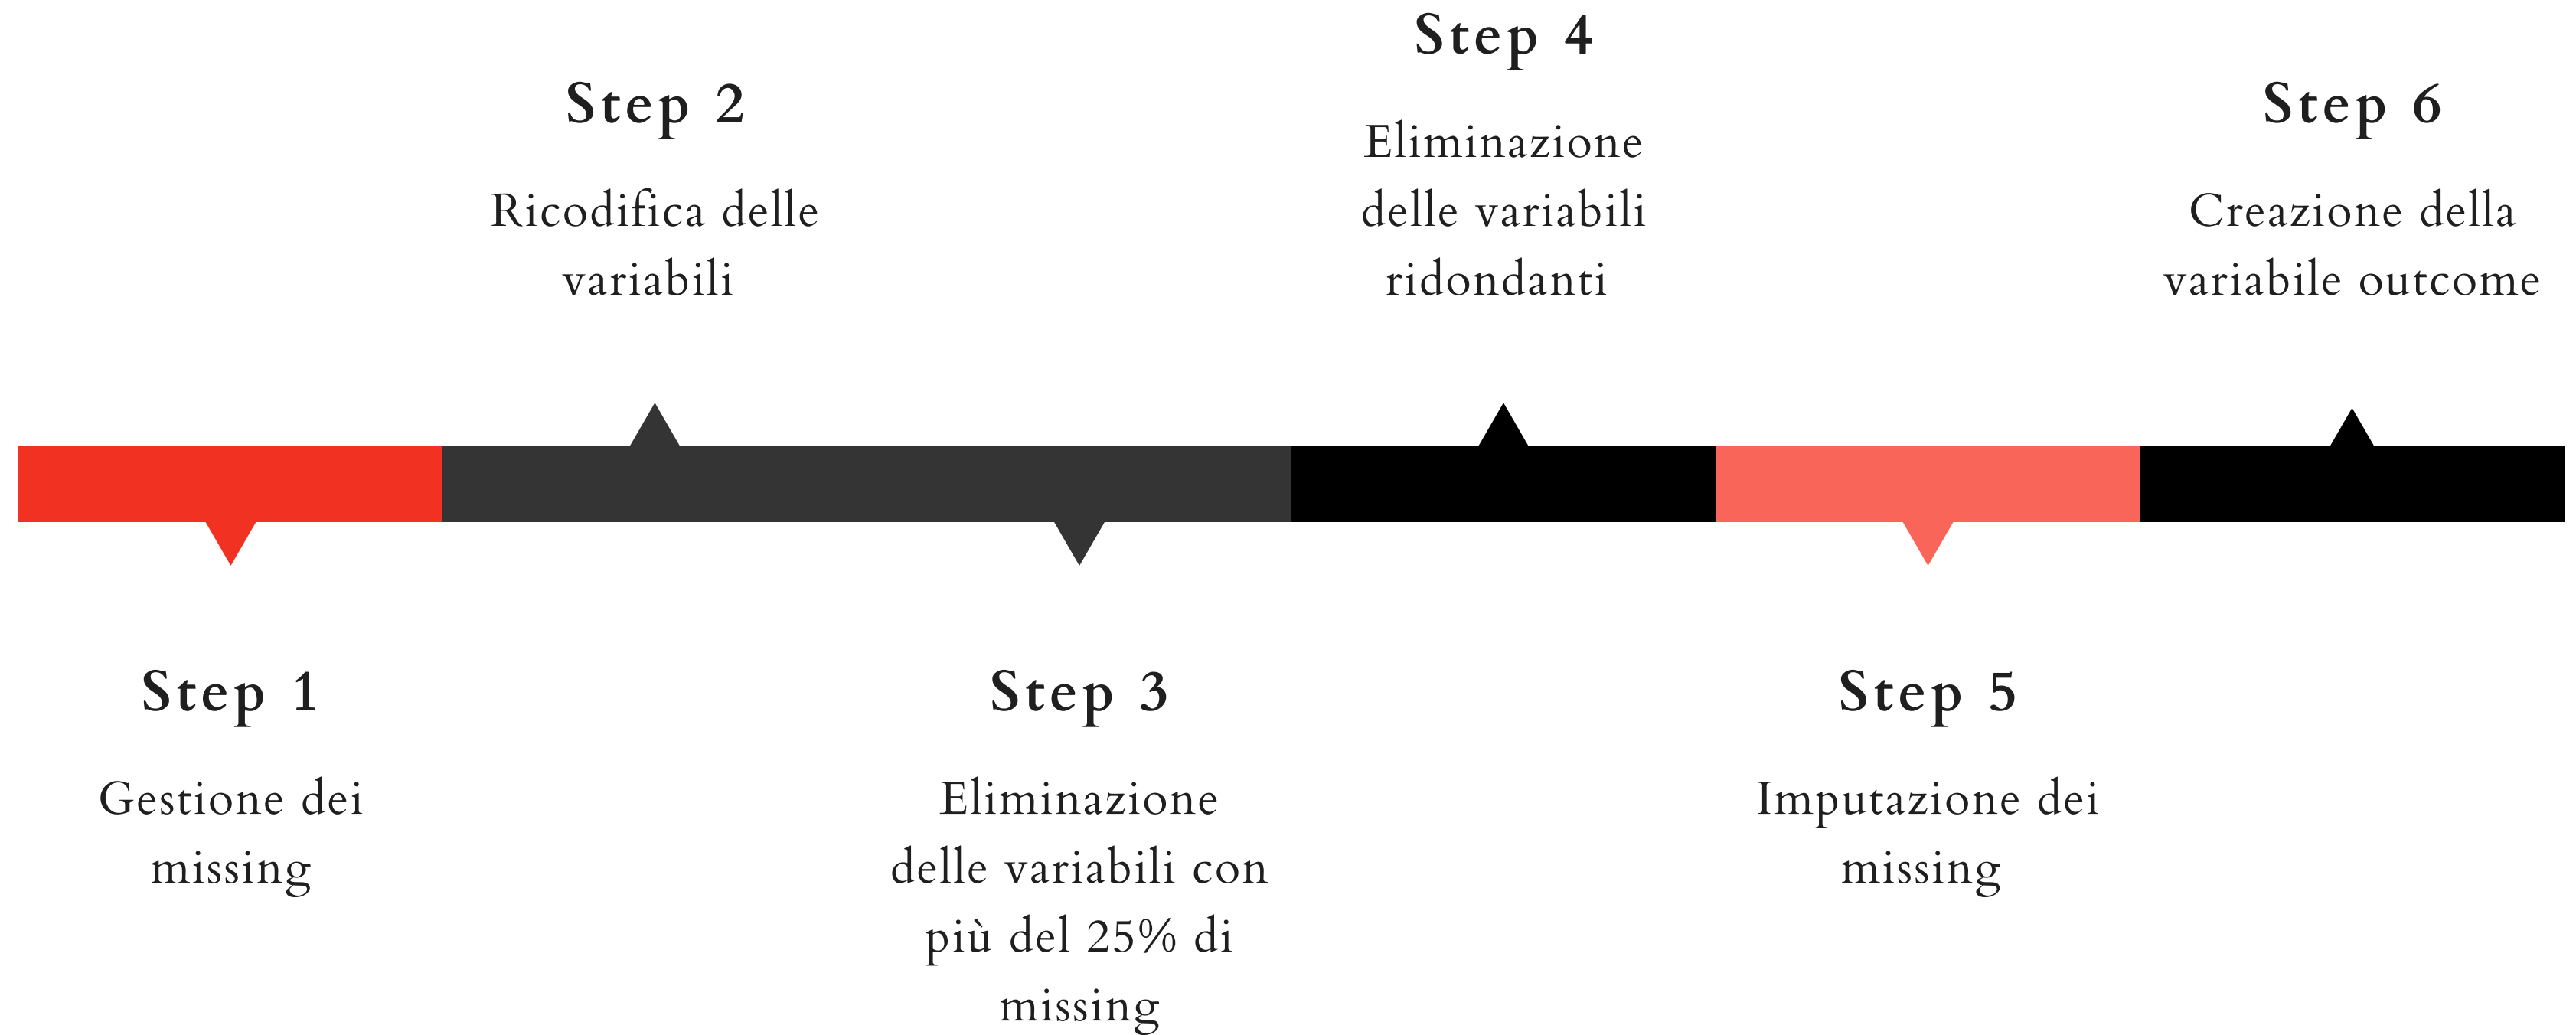 Step 1
Gestione dei
missing
Step 2
Ricodifica delle
variabili
Step 3
Eliminazione
delle variabili con
più del 25% di
missing
Step 4
Eliminazione
delle variabili
ridondanti
Step 5
Imputazione dei
missing
Step 6
Creazione della
variabile outcome